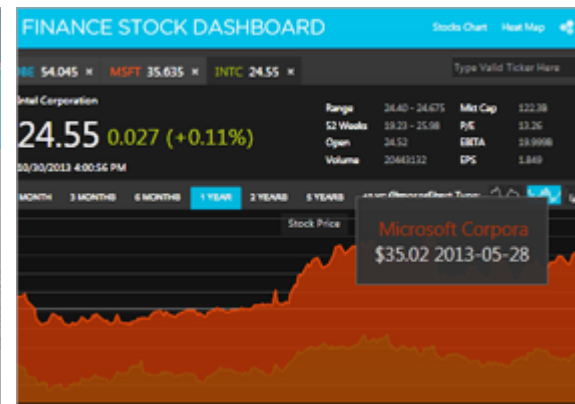 FINANCE STOCK DASHBOARD
Stocks Chart Heat Map
BE 54.045 × MSFT 35.635 × INTC 24.55 ×
Type Valid Ticker Here
Intel Corporation
24.55 0.027 (+0.11%)
10/30/2013 4:00:56 PM
Range 24.40 - 24.675 Mkt Cap 122.3B
52 Weeks 19.23 - 25.98 P/E 13.26
Open 24.52 EBITA 19.999B
Volume 20443132 EPS 1.849
MONTH 3 MONTHS 6 MONTHS 1 YEAR 2 YEARS 5 YEARS
Stock Price
Microsoft Corpora
$35.02 2013-05-28